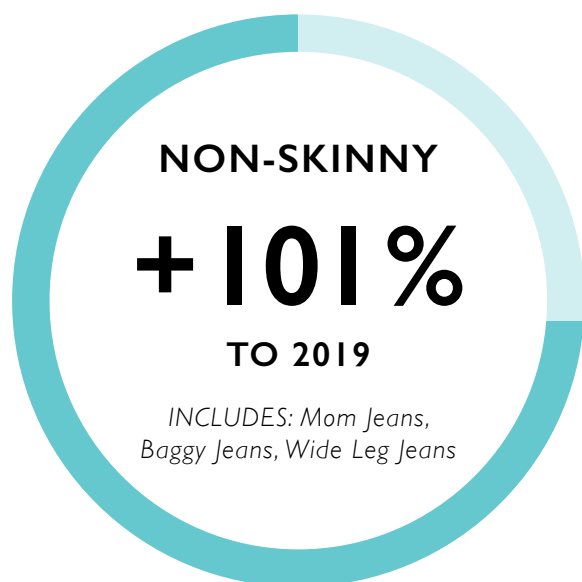 NON-SKINNY
+101%
TO 2019
INCLUDES: Mom Jeans,
Baggy Jeans, Wide Leg Jeans